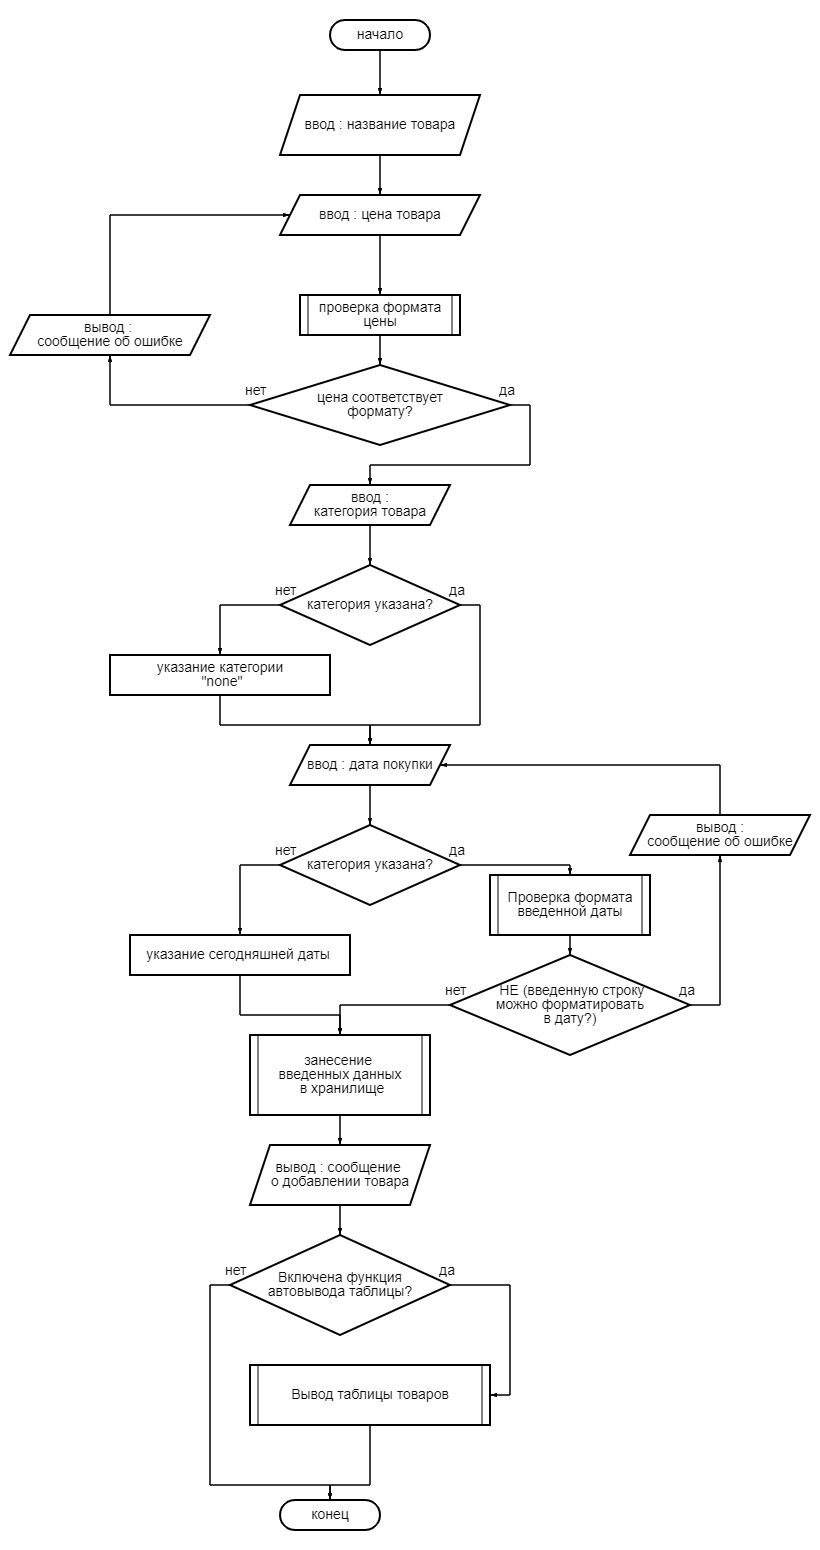 начало
ввод : название товара
ввод : цена товара
проверка формата
цены
вывод :
сообщение об ошибке
нет
да
цена соответствует
формату?
ввод :
категория товара
нет
да
категория указана?
указание категории
"none"
ввод : дата покупки
вывод :
сообщение об ошибке
нет
да
категория указана?
Проверка формата
введенной даты
указание сегодняшней даты
нет
да
НЕ (введенную строку
можно форматировать
в дату?)
занесение
введенных данных
в хранилище
вывод : сообщение
о добавлении товара
нет
да
Включена функция
автовывода таблицы?
Вывод таблицы товаров
конец